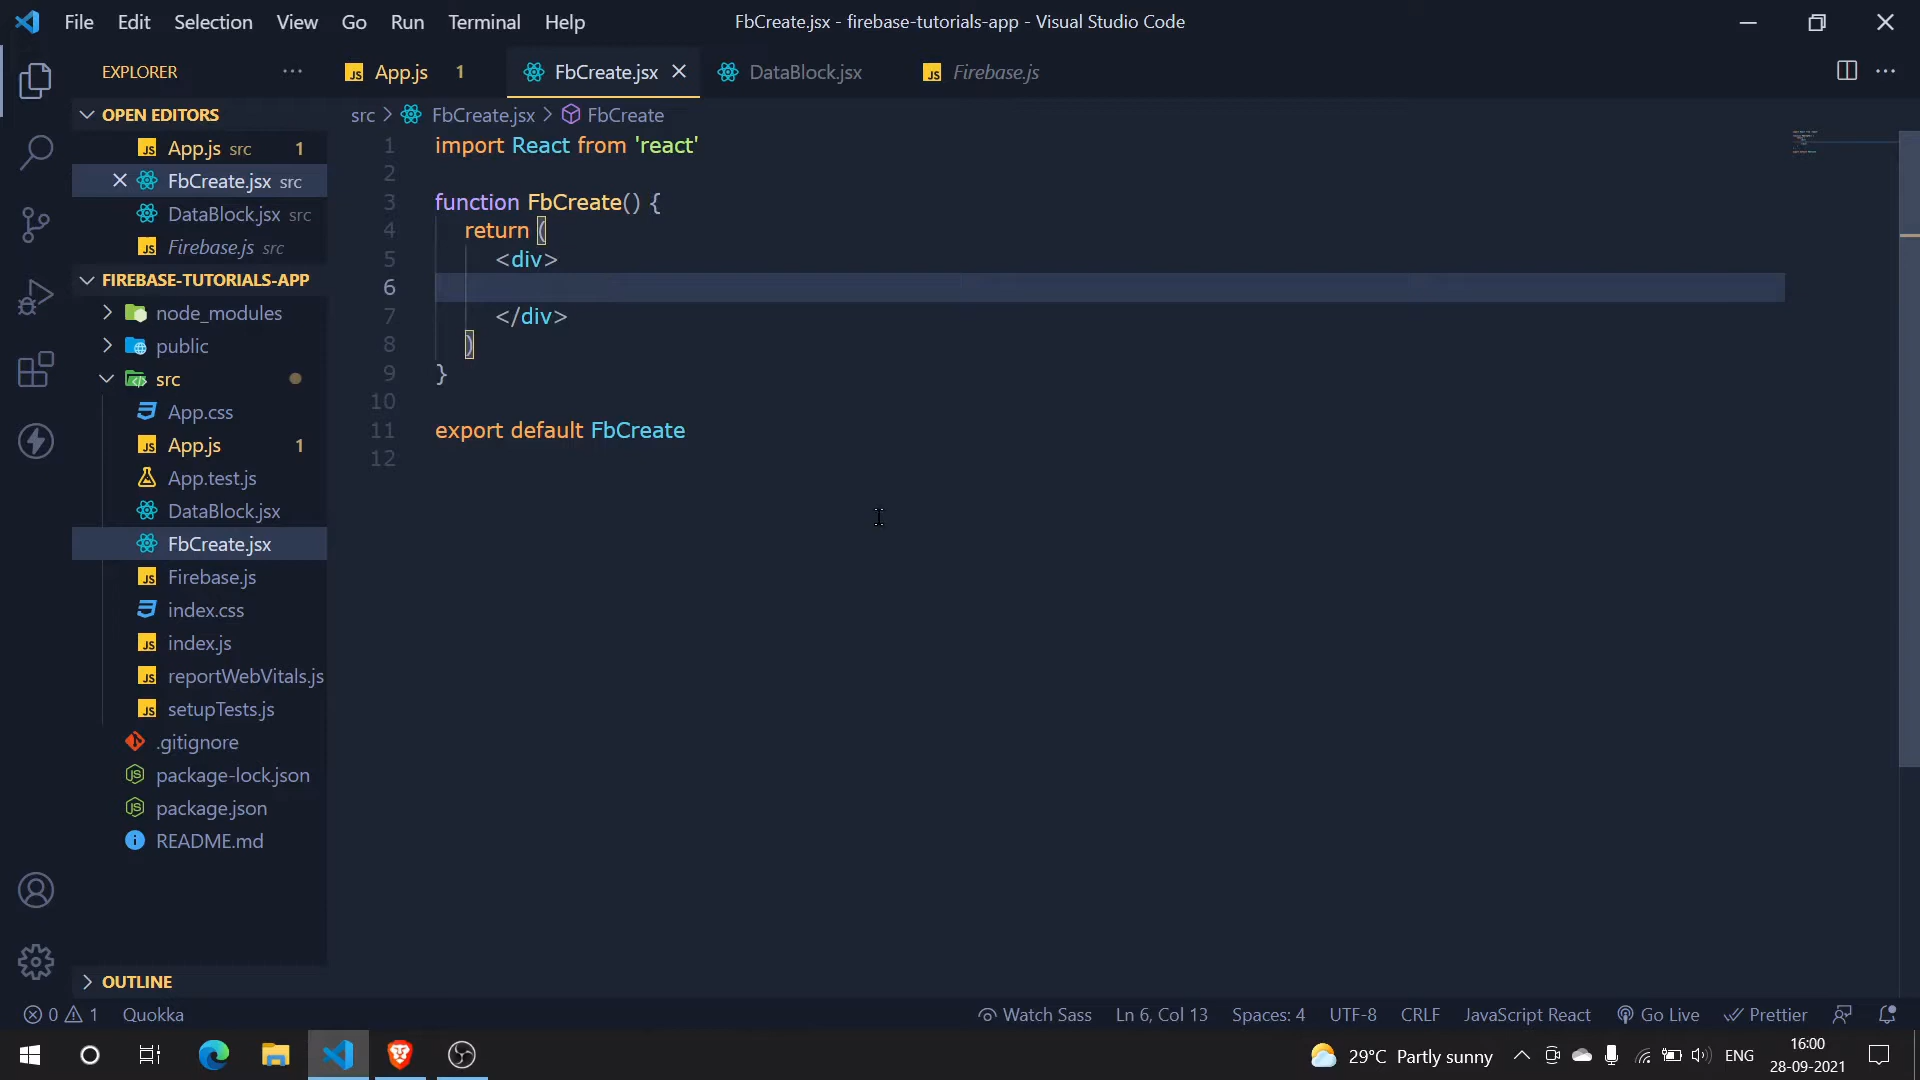 File Edit Selection View Go Run Terminal Help
FbCreate.jsx - firebase-tutorials-app - Visual Studio Code
EXPLORER
App.js 1
FbCreate.jsx
DataBlock.jsx
Firebase.js
OPEN EDITORS
App.js src 1
FbCreate.jsx src
DataBlock.jsx src
Firebase.js src
FIREBASE-TUTORIALS-APP
node_modules
public
src
App.css
App.js 1
App.test.js
DataBlock.jsx
FbCreate.jsx
Firebase.js
index.css
index.js
reportWebVitals.js
setupTests.js
.gitignore
package-lock.json
package.json
README.md
OUTLINE
src > FbCreate.jsx > FbCreate
1 import React from 'react'
2
3 function FbCreate() {
4 return (
5 <div>
6
7 </div>
8 )
9 }
10
11 export default FbCreate
12
0 1 Quokka
Watch Sass Ln 6, Col 13 Spaces: 4 UTF-8 CRLF JavaScript React Go Live Prettier
29°C Partly sunny ENG
16:00
28-09-2021